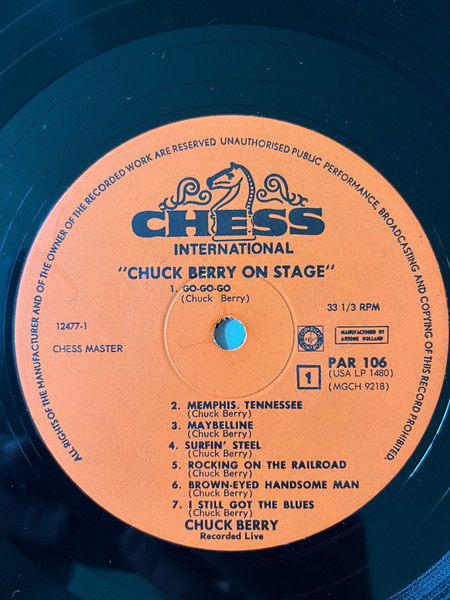 ALL RIGHTS OF THE MANUFACTURER AND OF THE OWNER OF THE RECORDED WORK ARE RESERVED. UNAUTHORISED PUBLIC PERFORMANCE, BROADCASTING AND COPYING OF THIS RECORD PROHIBITED.
CHESS
INTERNATIONAL
"CHUCK BERRY ON STAGE"
1. GO-GO-GO
(Chuck Berry)
12477-1
33 1/3 RPM
CHESS MASTER
MANUFACTURED BY
ARTONE HOLLAND
PAR 106
1
(USA LP 1480)
(MGCH 9218)
2. MEMPHIS. TENNESSEE
(Chuck Berry)
3. MAYBELLINE
(Chuck Berry)
4. SURFIN' STEEL
(Chuck Berry)
5. ROCKING ON THE RAILROAD
(Chuck Berry)
6. BROWN-EYED HANDSOME MAN
(Chuck Berry)
7. I STILL GOT THE BLUES
(Chuck Berry)
CHUCK BERRY
Recorded Live